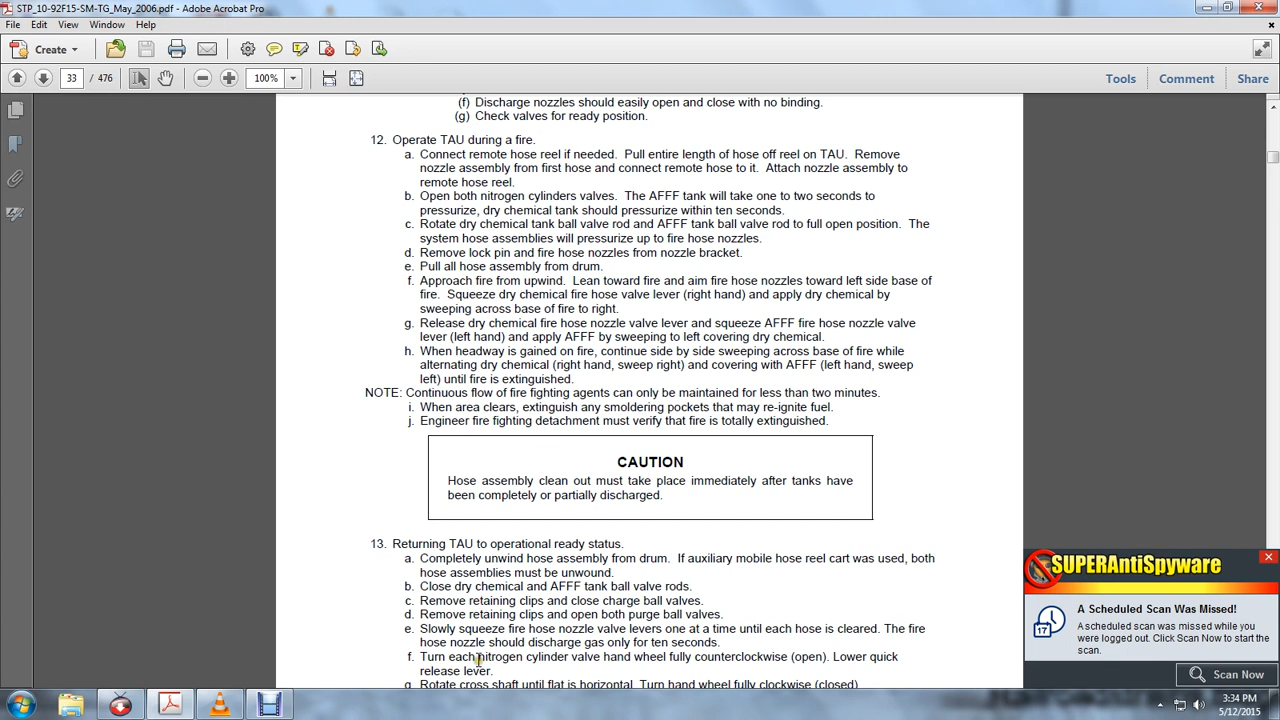 STP_10-92F15-SM-TG_May_2006.pdf - Adobe Acrobat Pro
File Edit View Window Help
Create
33 / 476 100% Tools Comment Share
(f) Discharge nozzles should easily open and close with no binding.
(g) Check valves for ready position.
12. Operate TAU during a fire.
a. Connect remote hose reel if needed. Pull entire length of hose off reel on TAU. Remove
nozzle assembly from first hose and connect remote hose to it. Attach nozzle assembly to
remote hose reel.
b. Open both nitrogen cylinders valves. The AFFF tank will take one to two seconds to
pressurize, dry chemical tank should pressurize within ten seconds.
c. Rotate dry chemical tank ball valve rod and AFFF tank ball valve rod to full open position. The
system hose assemblies will pressurize up to fire hose nozzles.
d. Remove lock pin and fire hose nozzles from nozzle bracket.
e. Pull all hose assembly from drum.
f. Approach fire from upwind. Lean toward fire and aim fire hose nozzles toward left side base of
fire. Squeeze dry chemical fire hose valve lever (right hand) and apply dry chemical by
sweeping across base of fire to right.
g. Release dry chemical fire hose nozzle valve lever and squeeze AFFF fire hose nozzle valve
lever (left hand) and apply AFFF by sweeping to left covering dry chemical.
h. When headway is gained on fire, continue side by side sweeping across base of fire while
alternating dry chemical (right hand, sweep right) and covering with AFFF (left hand, sweep
left) until fire is extinguished.
NOTE: Continuous flow of fire fighting agents can only be maintained for less than two minutes.
i. When area clears, extinguish any smoldering pockets that may re-ignite fuel.
j. Engineer fire fighting detachment must verify that fire is totally extinguished.
CAUTION
Hose assembly clean out must take place immediately after tanks have
been completely or partially discharged.
13. Returning TAU to operational ready status.
a. Completely unwind hose assembly from drum. If auxiliary mobile hose reel cart was used, both
hose assemblies must be unwound.
b. Close dry chemical and AFFF tank ball valve rods.
c. Remove retaining clips and close charge ball valves.
d. Remove retaining clips and open both purge ball valves.
e. Slowly squeeze fire hose nozzle valve levers one at a time until each hose is cleared. The fire
hose nozzle should discharge gas only for ten seconds.
f. Turn each nitrogen cylinder valve hand wheel fully counterclockwise (open). Lower quick
release lever.
g. Rotate cross shaft until flat is horizontal. Turn hand wheel fully clockwise (closed)
SUPERAntiSpyware
A Scheduled Scan Was Missed!
A scheduled scan was missed while
you were logged out. Click Scan Now to start the
scan.
17
Scan Now
3:34 PM
5/12/2015